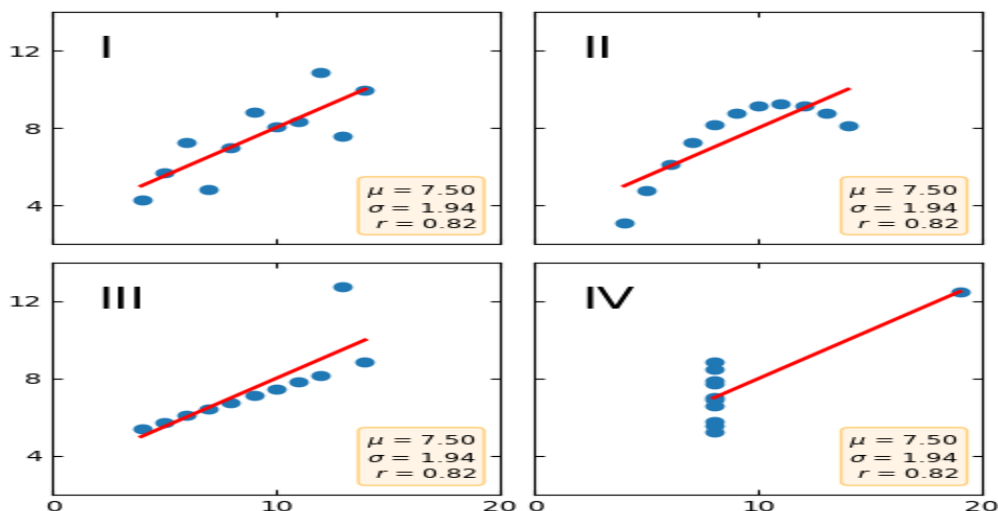 I
II
12
8
4
μ = 7.50
σ = 1.94
r = 0.82
μ = 7.50
σ = 1.94
r = 0.82
III
IV
12
8
4
μ = 7.50
σ = 1.94
r = 0.82
μ = 7.50
σ = 1.94
r = 0.82
0 10 20
0 10 20